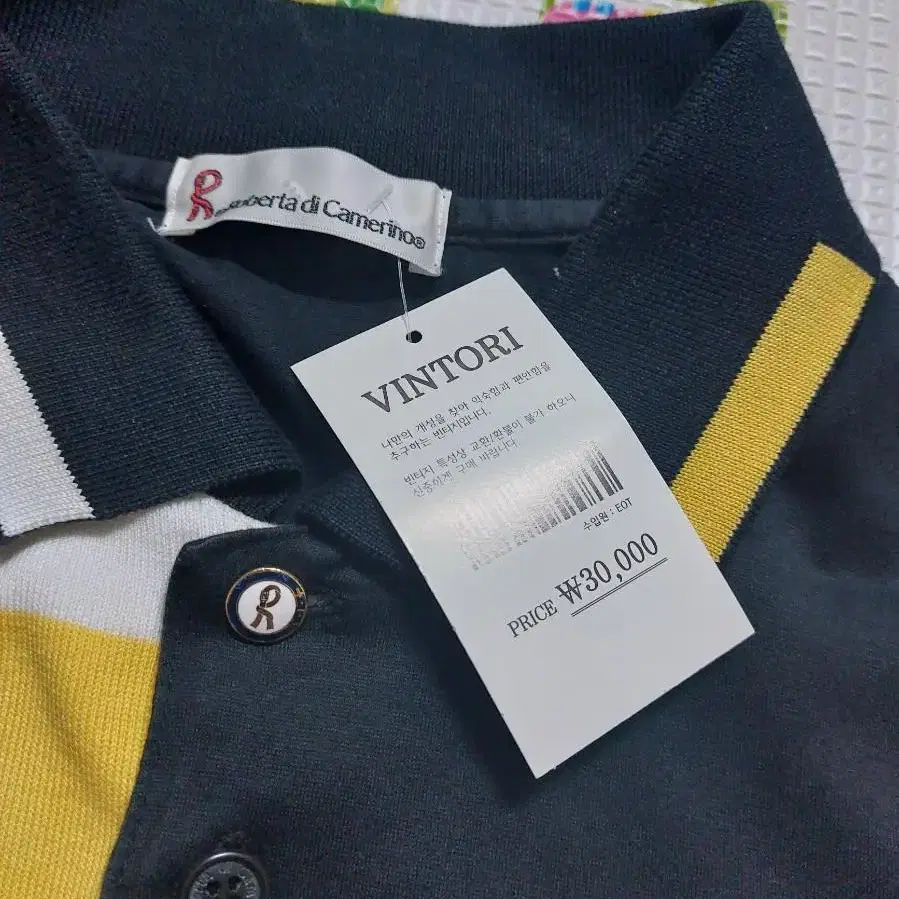 Roberta di Camerino®
VINTORI
나만의 개성을 찾아 익숙함과 편안함을
추구하는 빈티지입니다.
빈티지 특성상 교환/환불이 불가 하오니
신중하게 구매 바랍니다.
수입원 : EOT
PRICE ₩30,000
R